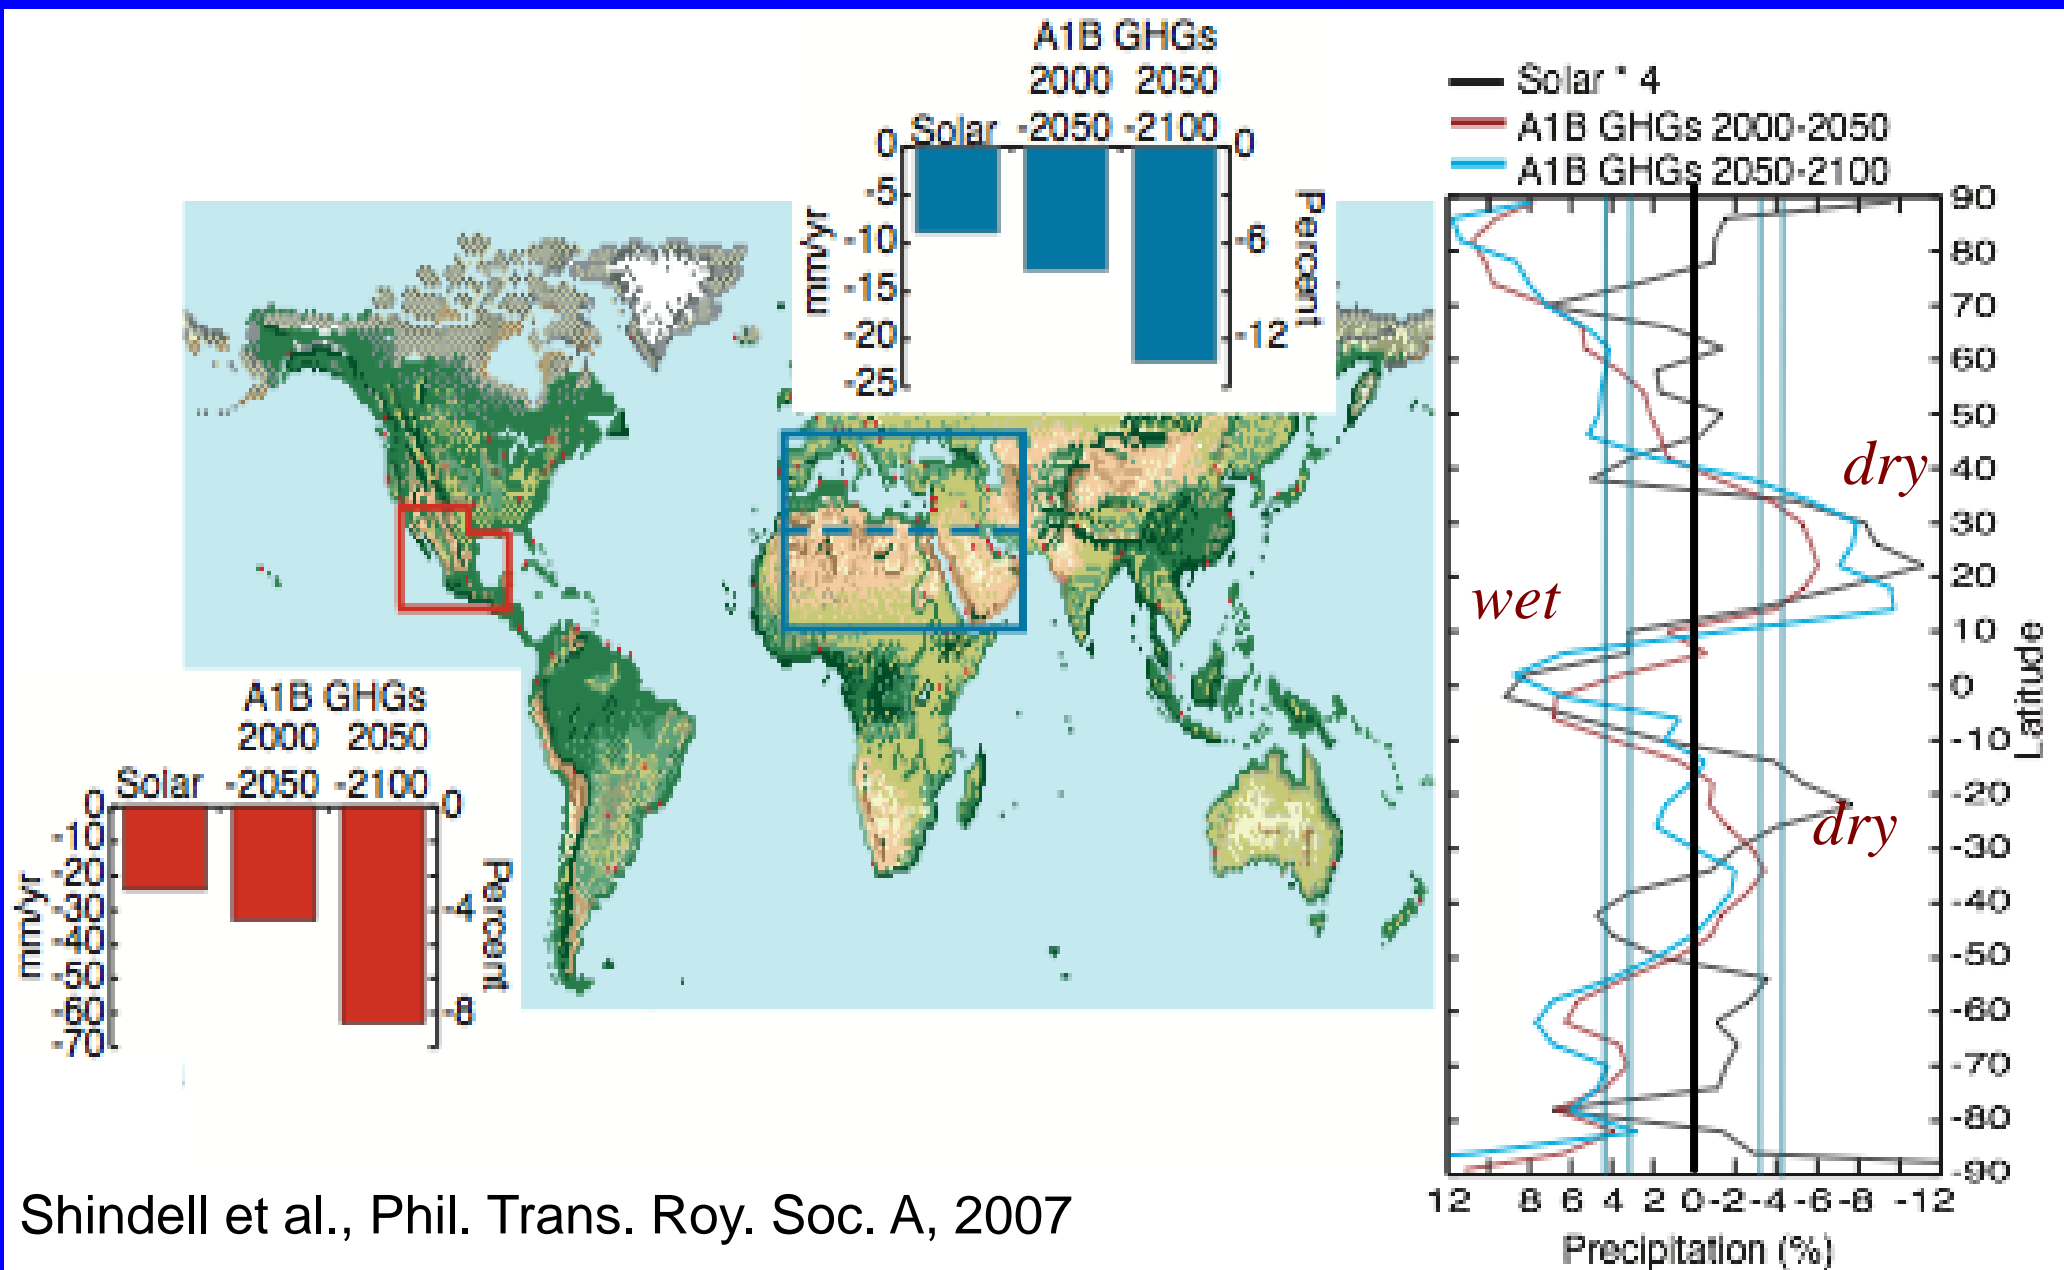 A1B GHGs
2000 2050
Solar -2050 -2100
0
-5
-10
-15
-20
-25
mm/yr
0
-6
-12
Percent
Solar * 4
A1B GHGs 2000-2050
A1B GHGs 2050-2100
90
80
70
60
50
40
30
20
10
0
-10
-20
-30
-40
-50
-60
-70
-80
-90
Latitude
dry
wet
dry
12 8 6 4 2 0 -2 -4 -6 -8 -12
Precipitation (%)
A1B GHGs
2000 2050
Solar -2050 -2100
0
-10
-20
-30
-40
-50
-60
-70
mm/yr
0
-4
-8
Percent
Shindell et al., Phil. Trans. Roy. Soc. A, 2007